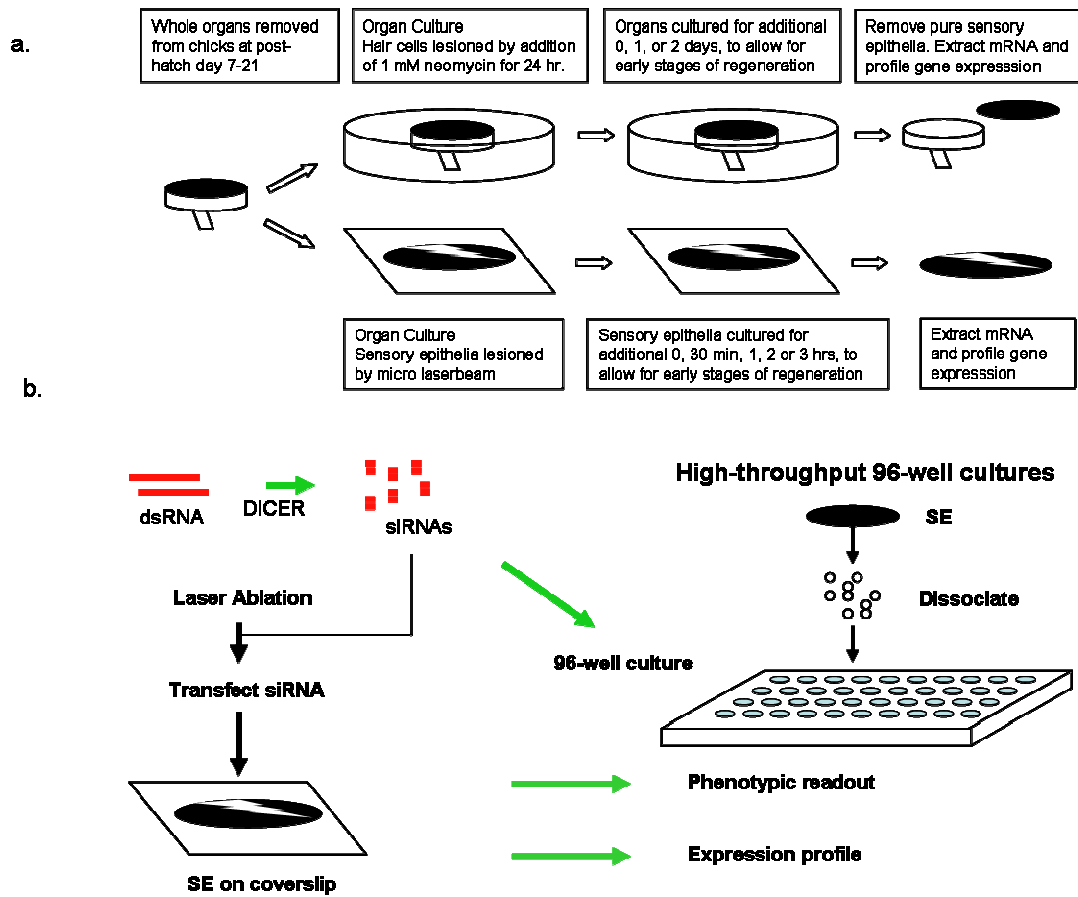 a.
Whole organs removed
from chicks at post-
hatch day 7-21
Organ Culture
Hair cells lesioned by addition
of 1 mM neomycin for 24 hr.
Organs cultured for additional
0, 1, or 2 days, to allow for
early stages of regeneration
Remove pure sensory
epithelia. Extract mRNA and
profile gene expresssion
Organ Culture
Sensory epithelia lesioned
by micro laserbeam
Sensory epithelia cultured for
additional 0, 30 min, 1, 2 or 3 hrs, to
allow for early stages of regeneration
Extract mRNA
and profile gene
expresssion
b.
dsRNA
DICER
siRNAs
Laser Ablation
Transfect siRNA
SE on coverslip
High-throughput 96-well cultures
SE
Dissociate
96-well culture
Phenotypic readout
Expression profile